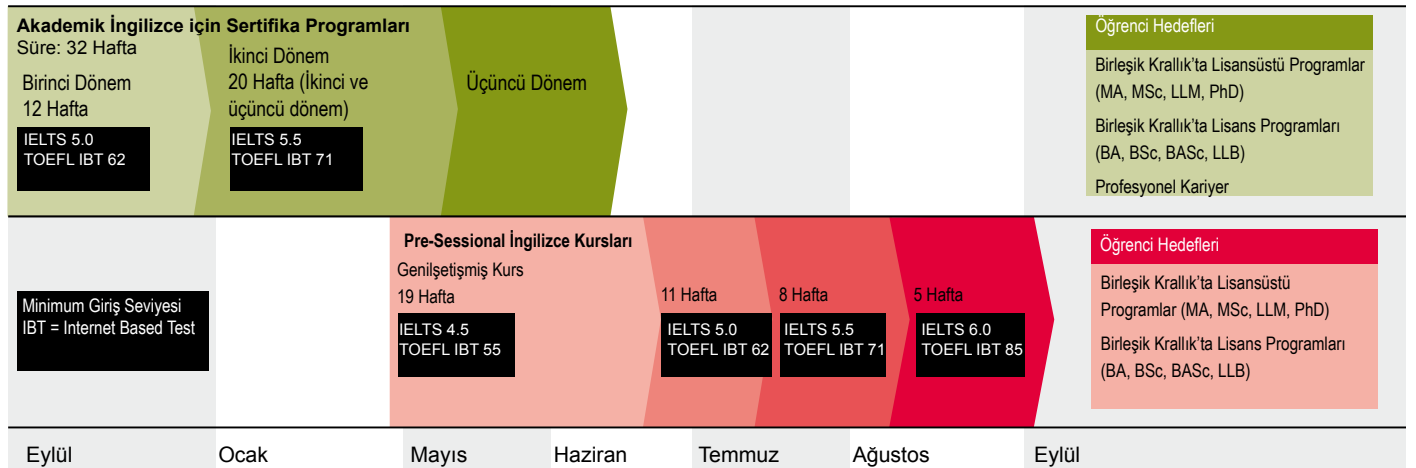 Akademik İngilizce için Sertifika Programları
Süre: 32 Hafta
Birinci Dönem
12 Hafta
IELTS 5.0
TOEFL IBT 62
İkinci Dönem
20 Hafta (İkinci ve
üçüncü dönem)
IELTS 5.5
TOEFL IBT 71
Üçüncü Dönem
Öğrenci Hedefleri
Birleşik Krallık'ta Lisansüstü Programlar
(MA, MSc, LLM, PhD)
Birleşik Krallık'ta Lisans Programları
(BA, BSc, BASc, LLB)
Profesyonel Kariyer
Minimum Giriş Seviyesi
IBT = Internet Based Test
Pre-Sessional İngilizce Kursları
Genilşetişmiş Kurs
19 Hafta
IELTS 4.5
TOEFL IBT 55
11 Hafta
IELTS 5.0
TOEFL IBT 62
8 Hafta
IELTS 5.5
TOEFL IBT 71
5 Hafta
IELTS 6.0
TOEFL IBT 85
Öğrenci Hedefleri
Birleşik Krallık'ta Lisansüstü
Programlar (MA, MSc, LLM, PhD)
Birleşik Krallık'ta Lisans Programları
(BA, BSc, BASc, LLB)
Eylül
Ocak
Mayıs
Haziran
Temmuz
Ağustos
Eylül